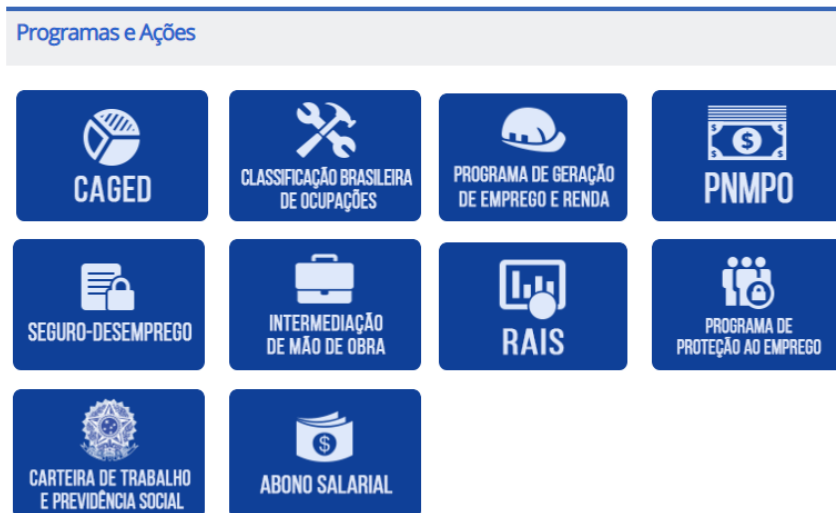 Programas e Ações
CAGED
CLASSIFICAÇÃO BRASILEIRA
DE OCUPAÇÕES
PROGRAMA DE GERAÇÃO
DE EMPREGO E RENDA
PNMPO
SEGURO-DESEMPREGO
INTERMEDIAÇÃO
DE MÃO DE OBRA
RAIS
PROGRAMA DE
PROTEÇÃO AO EMPREGO
CARTEIRA DE TRABALHO
E PREVIDÊNCIA SOCIAL
ABONO SALARIAL